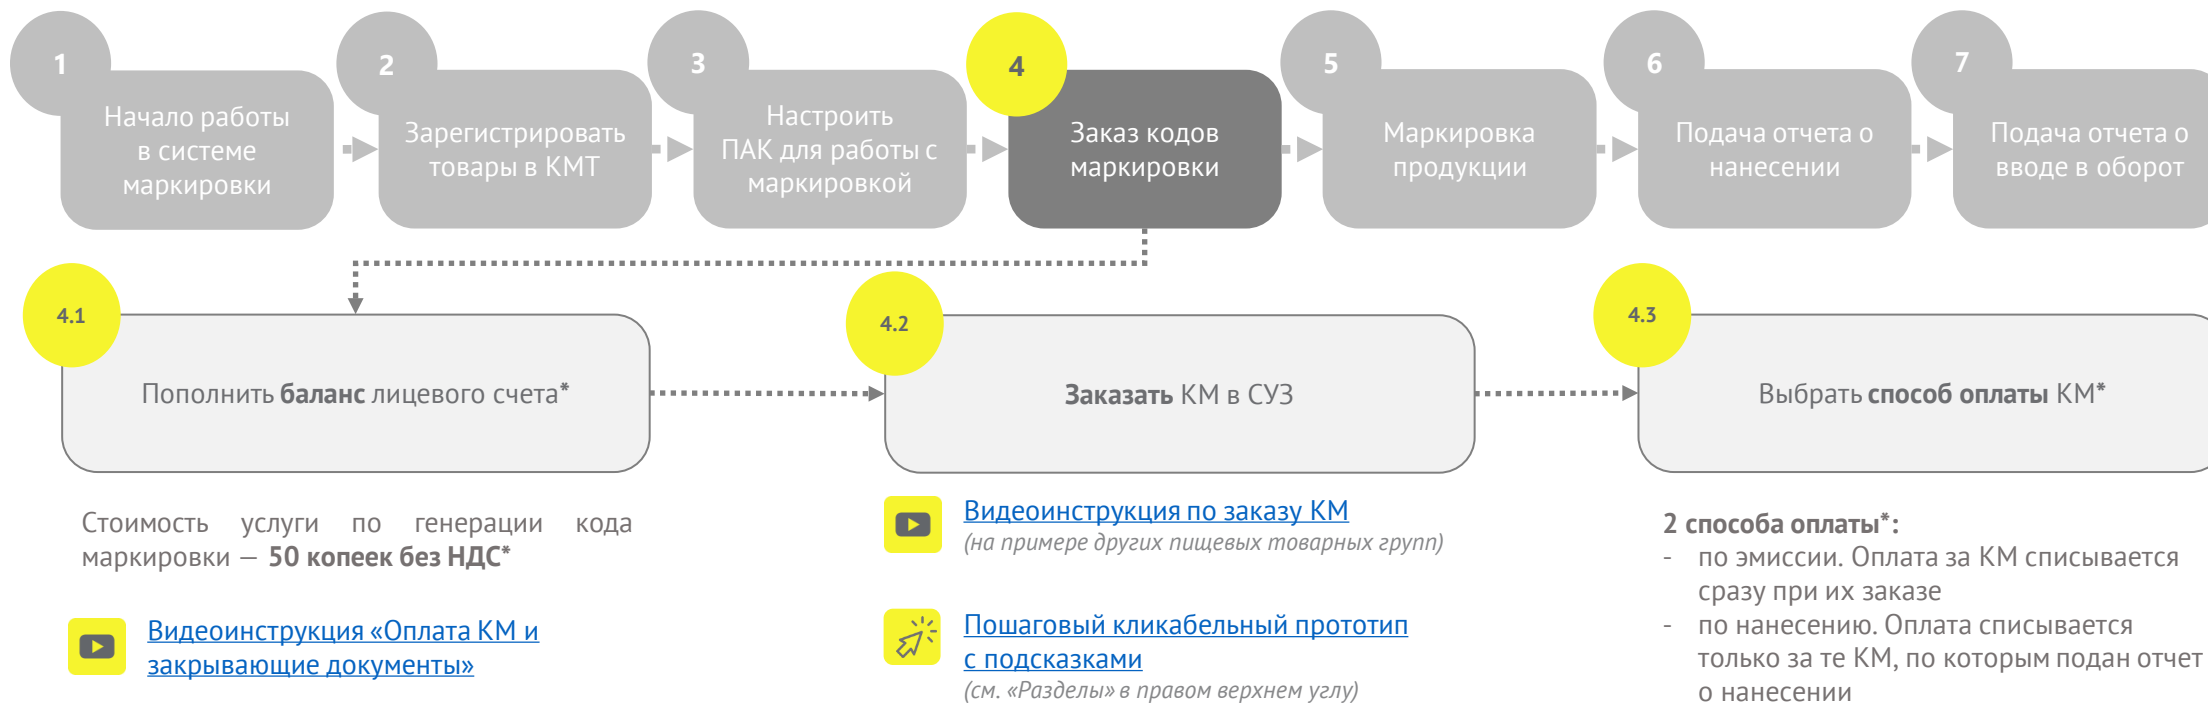 1
Начало работы
в системе
маркировки
2
Зарегистрировать
товары в КМТ
3
Настроить
ПАК для работы с
маркировкой
4
Заказ кодов
маркировки
5
Маркировка
продукции
6
Подача отчета о
нанесении
7
Подача отчета о
вводе в оборот
4.1
Пополнить баланс лицевого счета*
4.2
Заказать КМ в СУЗ
4.3
Выбрать способ оплаты КМ*
Стоимость услуги по генерации кода
маркировки — 50 копеек без НДС*
Видеоинструкция «Оплата КМ и
закрывающие документы»
Видеоинструкция по заказу КМ
(на примере других пищевых товарных групп)
Пошаговый кликабельный прототип
с подсказками
(см. «Разделы» в правом верхнем углу)
2 способа оплаты*:
- по эмиссии. Оплата за КМ списывается
сразу при их заказе
- по нанесению. Оплата списывается
только за те КМ, по которым подан отчет
о нанесении